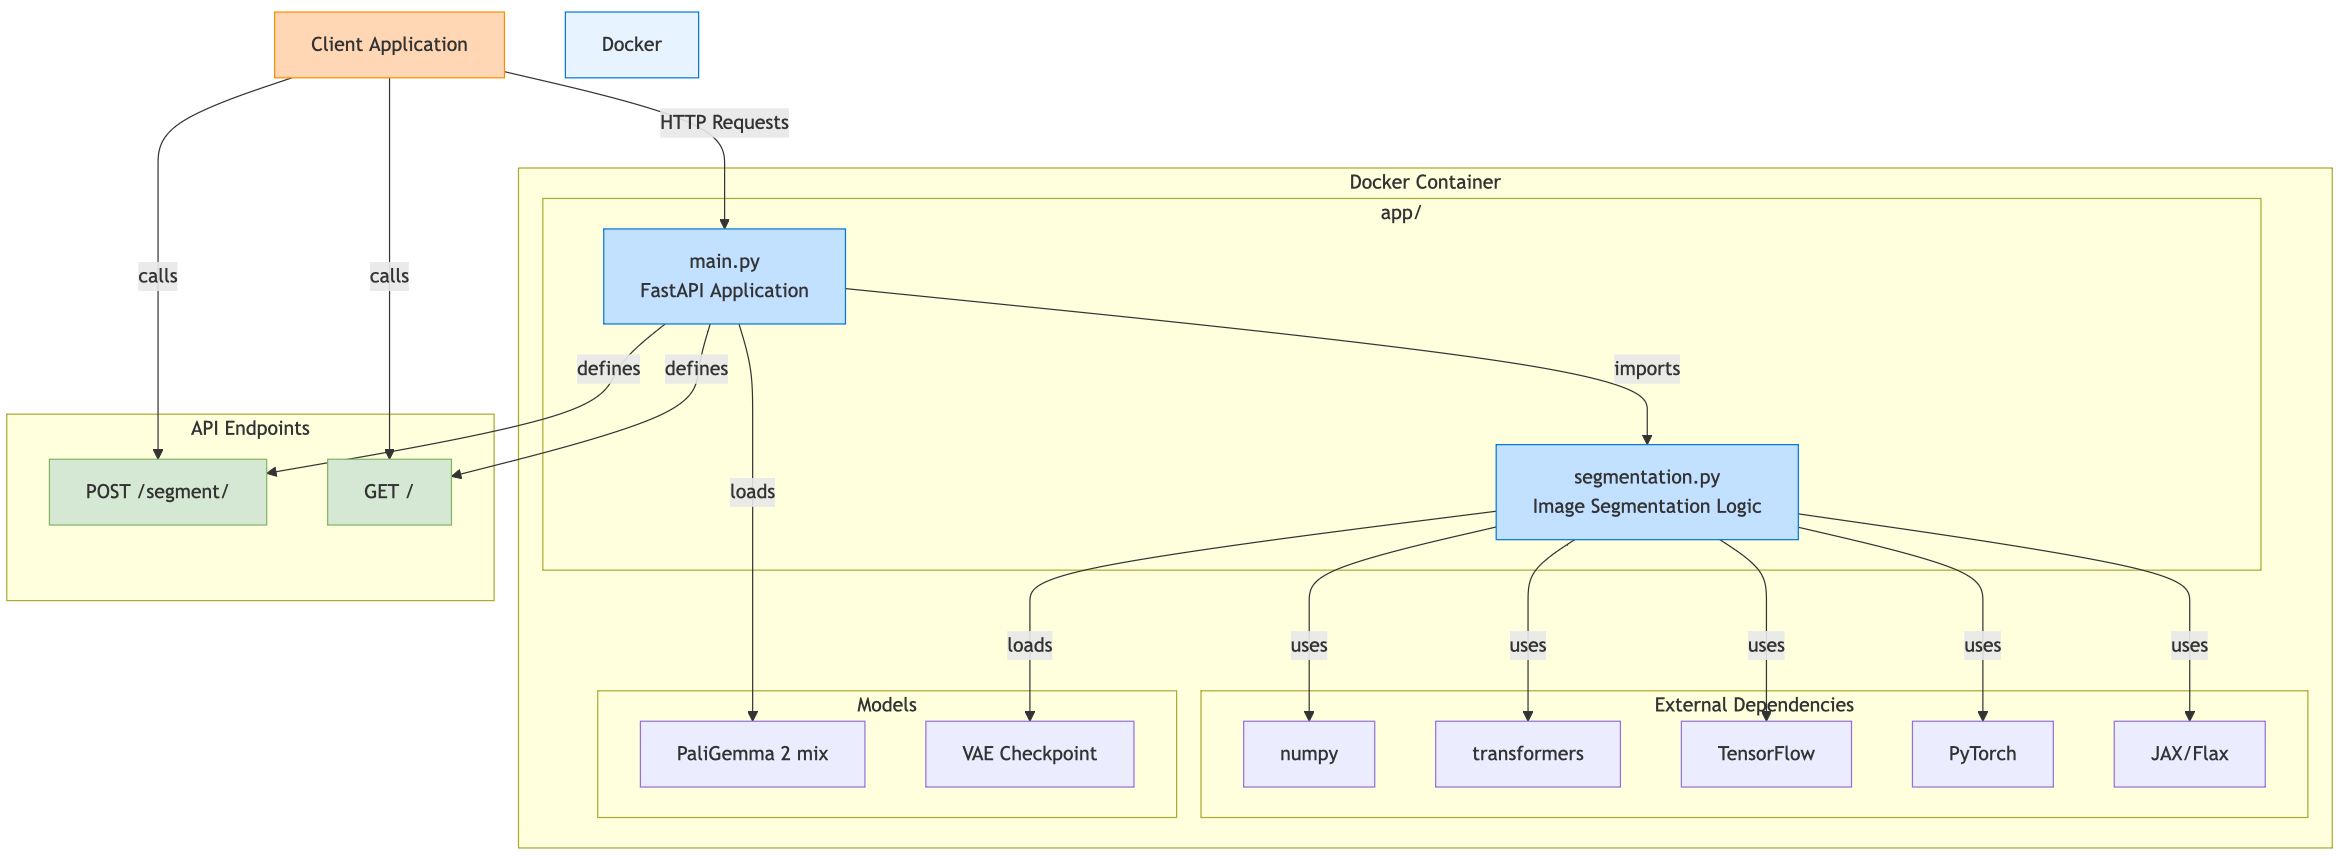 Client Application
Docker
HTTP Requests
Docker Container
app/
main.py
FastAPI Application
calls
calls
defines
defines
imports
API Endpoints
POST /segment/
GET /
loads
segmentation.py
Image Segmentation Logic
loads
uses
uses
uses
uses
uses
Models
PaliGemma 2 mix
VAE Checkpoint
External Dependencies
numpy
transformers
TensorFlow
PyTorch
JAX/Flax